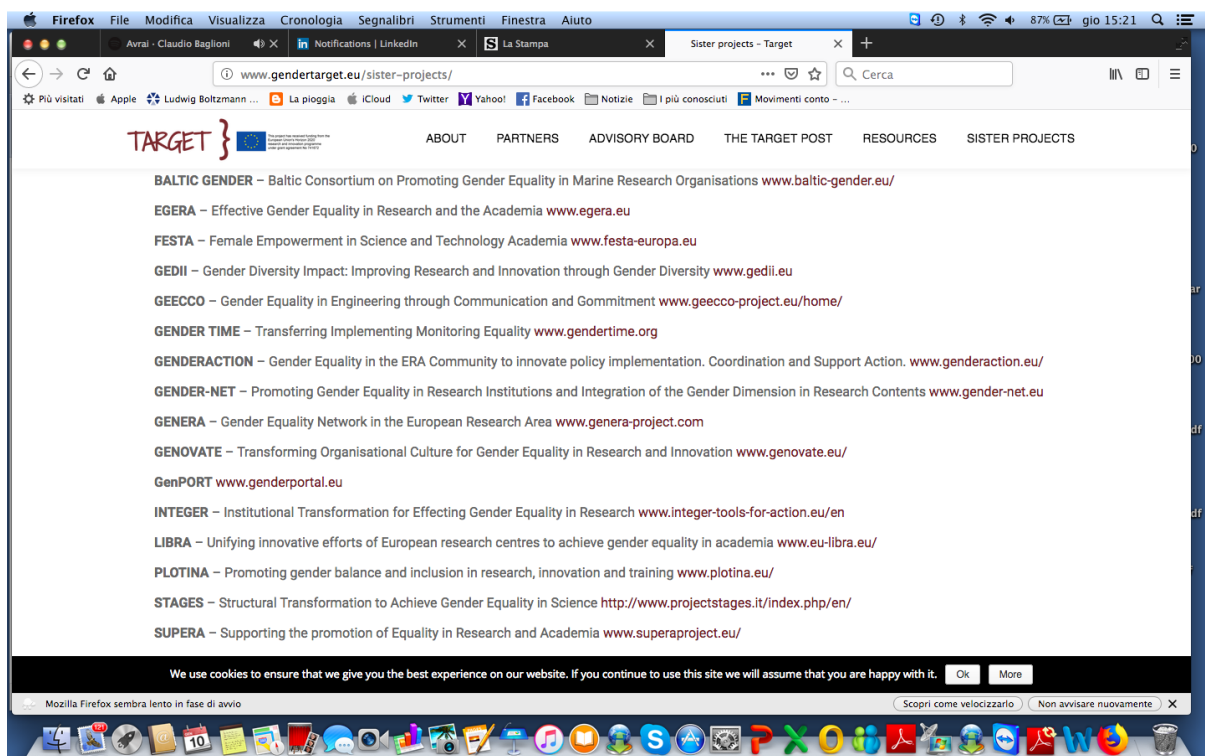 Firefox File Modifica Visualizza Cronologia Segnalibri Strumenti Finestra Aiuto 87% gio 15:21
Avrai - Claudio Baglioni Notifications | LinkedIn La Stampa Sister projects – Target
www.gendertarget.eu/sister-projects/ Cerca
Più visitati Apple Ludwig Boltzmann ... La pioggia iCloud Twitter Yahoo! Facebook Notizie I più conosciuti Movimenti conto - ...
TARGET ABOUT PARTNERS ADVISORY BOARD THE TARGET POST RESOURCES SISTER PROJECTS
BALTIC GENDER – Baltic Consortium on Promoting Gender Equality in Marine Research Organisations www.baltic-gender.eu/
EGERA – Effective Gender Equality in Research and the Academia www.egera.eu
FESTA – Female Empowerment in Science and Technology Academia www.festa-europa.eu
GEDII – Gender Diversity Impact: Improving Research and Innovation through Gender Diversity www.gedii.eu
GEECCO – Gender Equality in Engineering through Communication and Gommitment www.geecco-project.eu/home/
GENDER TIME – Transferring Implementing Monitoring Equality www.gendertime.org
GENDERACTION – Gender Equality in the ERA Community to innovate policy implementation. Coordination and Support Action. www.genderaction.eu/
GENDER-NET – Promoting Gender Equality in Research Institutions and Integration of the Gender Dimension in Research Contents www.gender-net.eu
GENERA – Gender Equality Network in the European Research Area www.genera-project.com
GENOVATE – Transforming Organisational Culture for Gender Equality in Research and Innovation www.genovate.eu/
GenPORT www.genderportal.eu
INTEGER – Institutional Transformation for Effecting Gender Equality in Research www.integer-tools-for-action.eu/en
LIBRA – Unifying innovative efforts of European research centres to achieve gender equality in academia www.eu-libra.eu/
PLOTINA – Promoting gender balance and inclusion in research, innovation and training www.plotina.eu/
STAGES – Structural Transformation to Achieve Gender Equality in Science http://www.projectstages.it/index.php/en/
SUPERA – Supporting the promotion of Equality in Research and Academia www.superaproject.eu/
We use cookies to ensure that we give you the best experience on our website. If you continue to use this site we will assume that you are happy with it. Ok More
Mozilla Firefox sembra lento in fase di avvio Scopri come velocizzarlo Non avvisare nuovamente